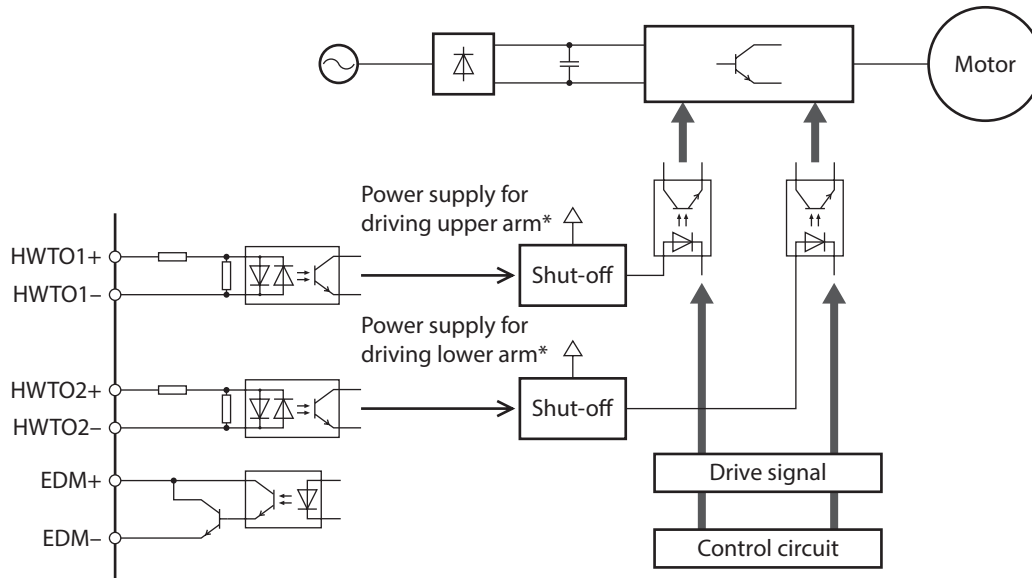 Motor
Power supply for
driving upper arm*
HWTO1+
Shut-off
HWTO1–
Power supply for
driving lower arm*
HWTO2+
Shut-off
HWTO2–
EDM+
Drive signal
EDM–
Control circuit